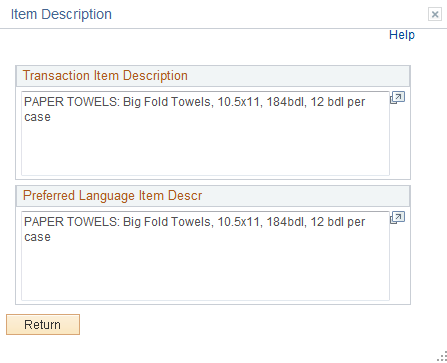 Item Description
Help
Transaction Item Description
PAPER TOWELS: Big Fold Towels, 10.5x11, 184bdl, 12 bdl per
case
Preferred Language Item Descr
PAPER TOWELS: Big Fold Towels, 10.5x11, 184bdl, 12 bdl per
case
Return